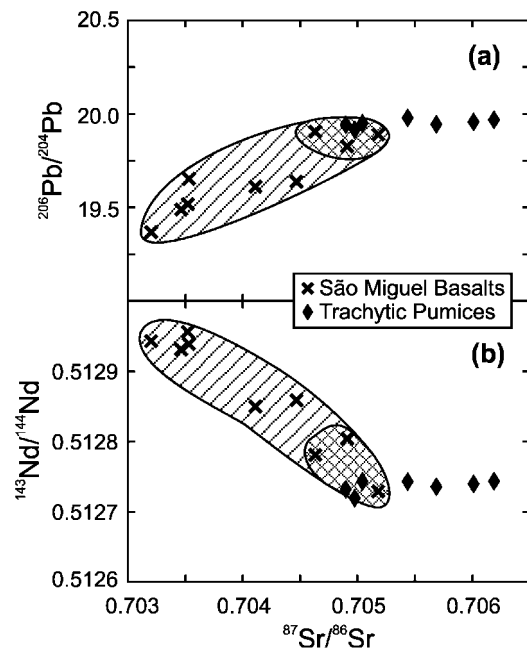 20.5
(a)
20.0
19.5
²⁰⁶Pb/²⁰⁴Pb
São Miguel Basalts
Trachytic Pumices
(b)
0.5129
0.5128
0.5127
0.5126
¹⁴³Nd/¹⁴⁴Nd
0.703 0.704 0.705 0.706
⁸⁷Sr/⁸⁶Sr